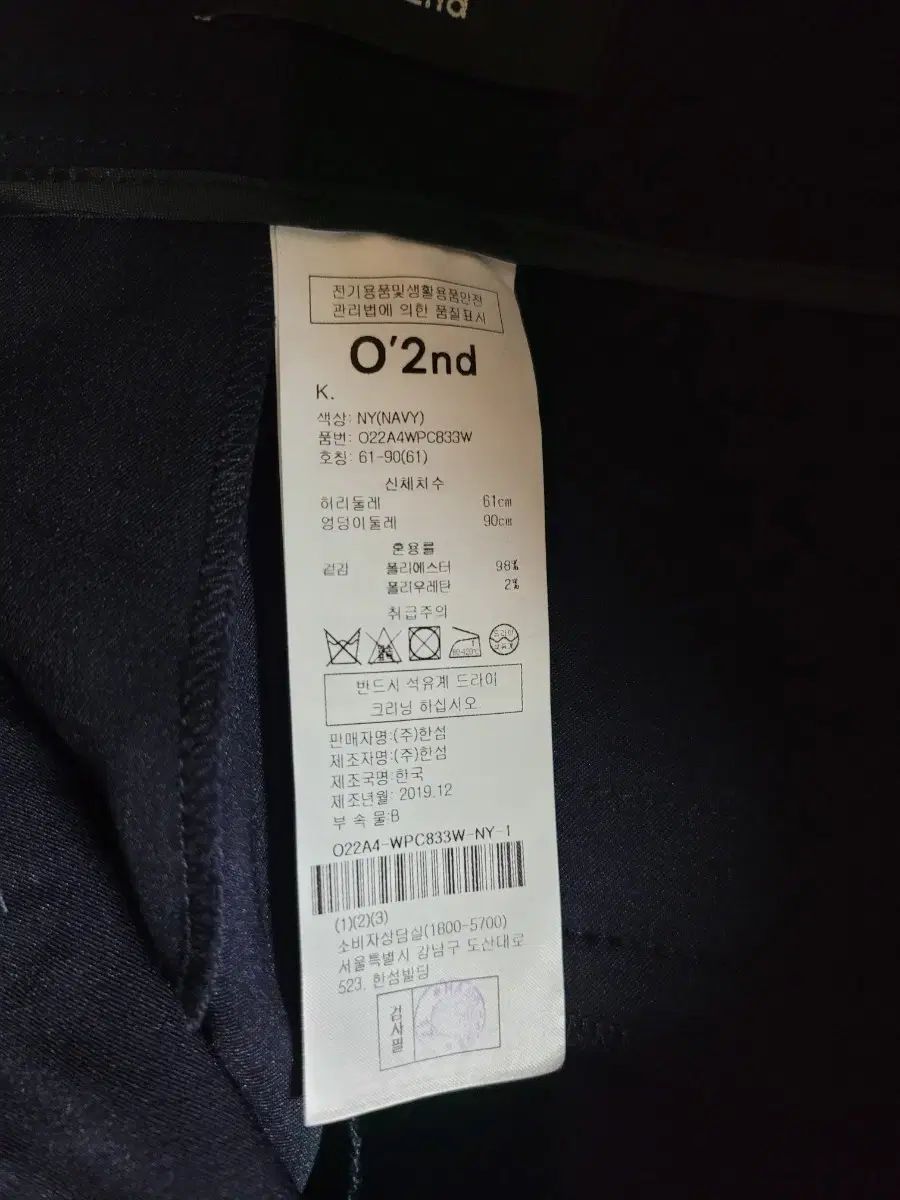 2nd
전기용품및생활용품안전
관리법에 의한 품질표시
O'2nd
K.
색상: NY(NAVY)
품번: O22A4WPC833W
호칭: 61-90(61)
신체치수
허리둘레 61cm
엉덩이둘레 90cm
혼용률
겉감 폴리에스터 98%
폴리우레탄 2%
취급주의
드라이
석유계
반드시 석유계 드라이
크리닝 하십시오
판매자명:(주)한섬
제조자명:(주)한섬
제조국명:한국
제조년월: 2019.12
부 속 물:B
O22A4-WPC833W-NY-1
(1)(2)(3)
소비자상담실(1800-5700)
서울특별시 강남구 도산대로
523. 한섬빌딩
검사필